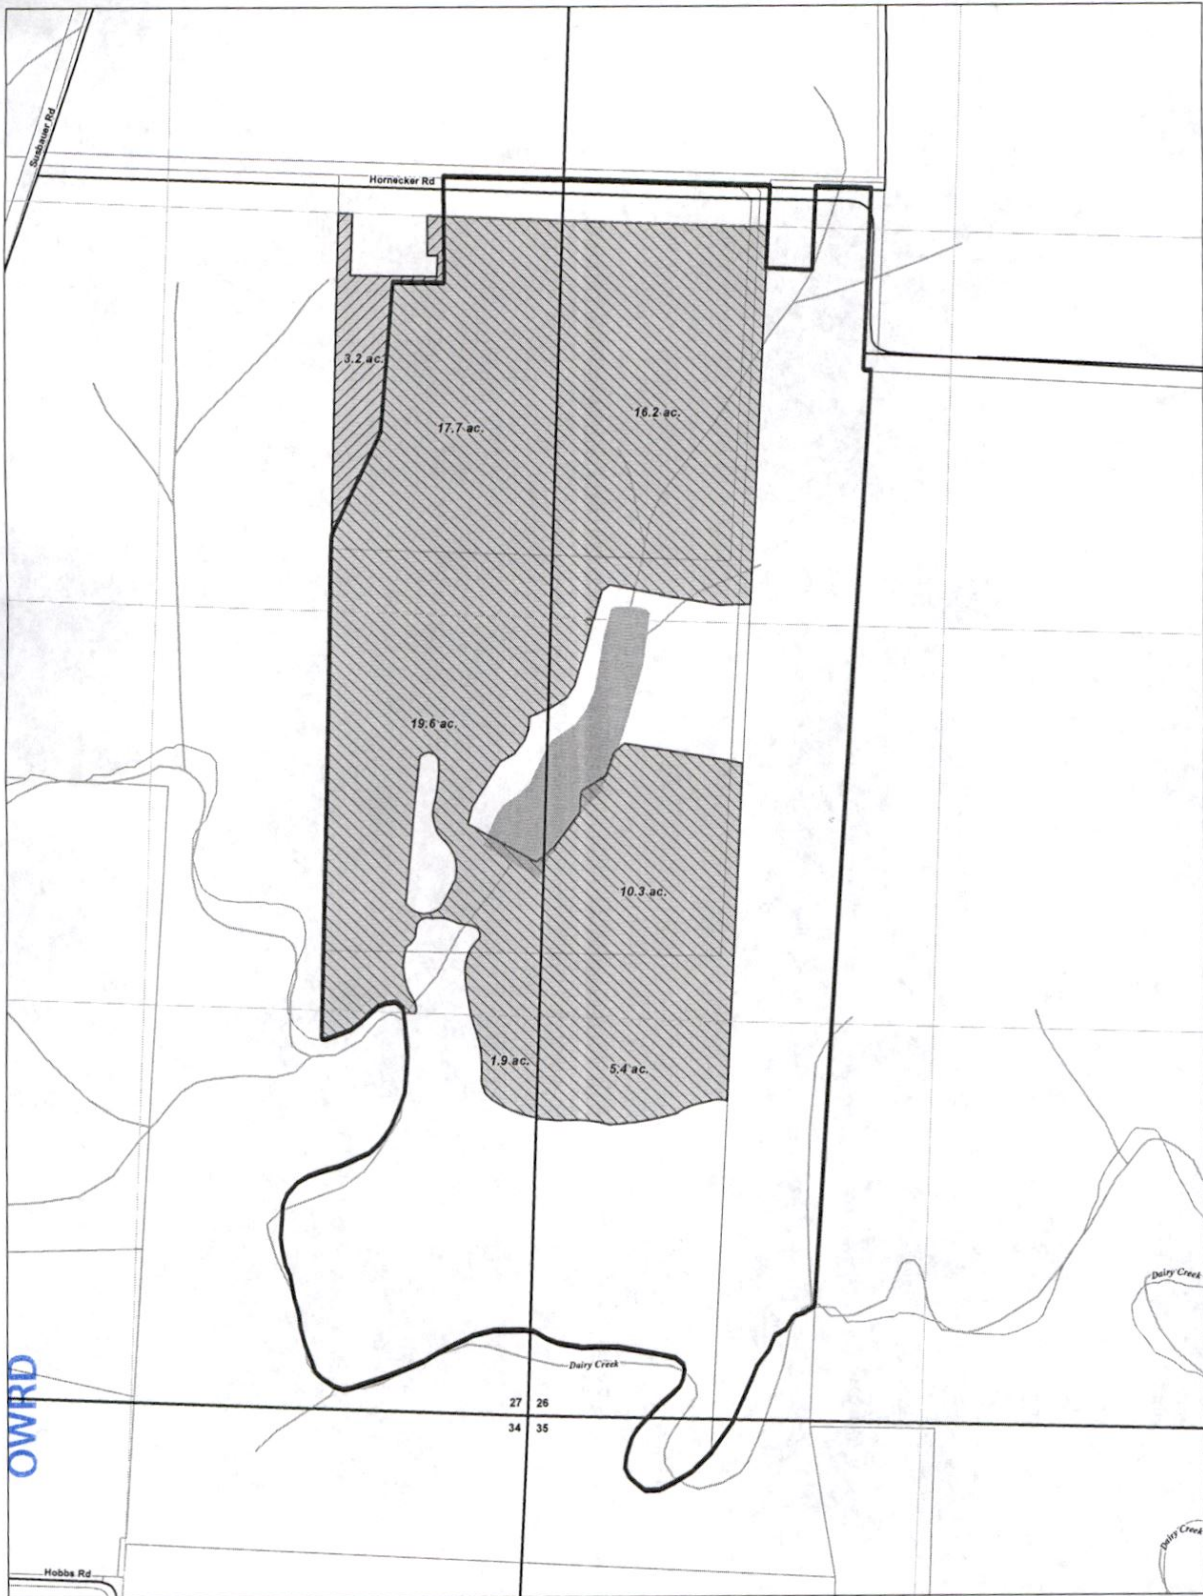 Susbauer Rd
Hornecker Rd
3.2 ac.
16.2 ac.
17.7 ac.
19.6 ac.
10.3 ac.
1.9 ac.
5.4 ac.
Dairy Creek
Dairy Creek
OWRD
27 26
34 35
Dairy Creek
Hobbs Rd